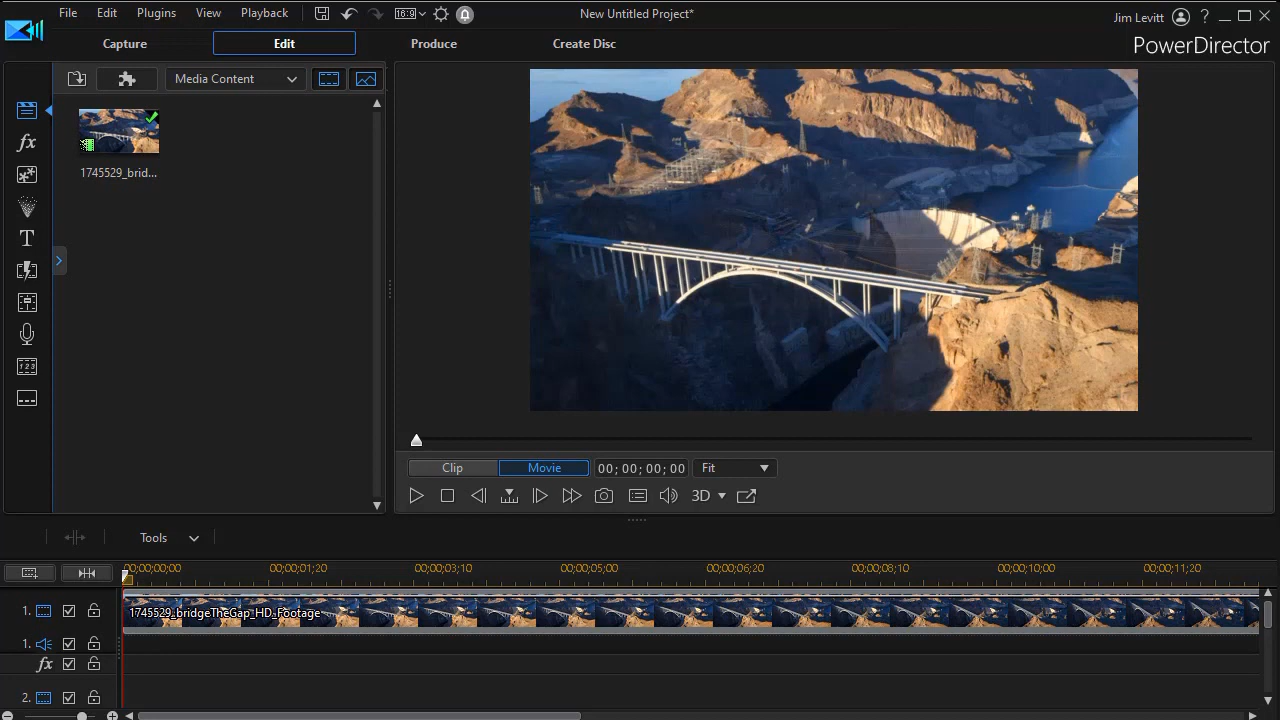 File Edit Plugins View Playback 16:9 New Untitled Project* Jim Levitt ?
Capture Edit Produce Create Disc PowerDirector
Media Content
1745529_brid...
fx
T
123
Clip Movie 00; 00; 00; 00 Fit
3D
Tools
00;00;00;00 00;00;01;20 00;00;03;10 00;00;05;00 00;00;06;20 00;00;08;10 00;00;10;00 00;00;11;20
1. 1745529_bridgeTheGap_HD_Footage
1.
fx
2.